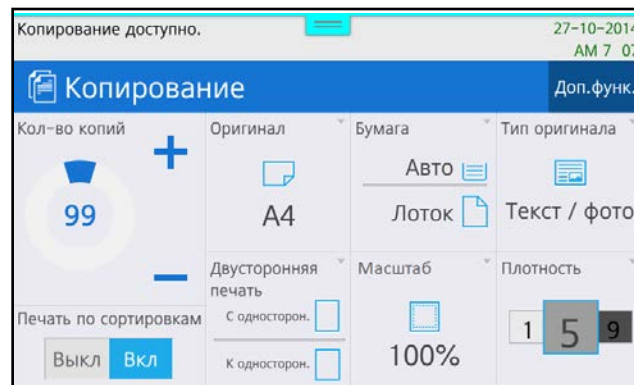 Копирование доступно.
27-10-2014
AM 7 07
Копирование
Доп.функ.
Кол-во копий
99
Печать по сортировкам
Выкл Вкл
Оригинал
A4
Бумага
Авто
Лоток
Тип оригинала
Текст / фото
Двусторонняя
печать
С односторон.
К односторон.
Масштаб
100%
Плотность
1 5 9